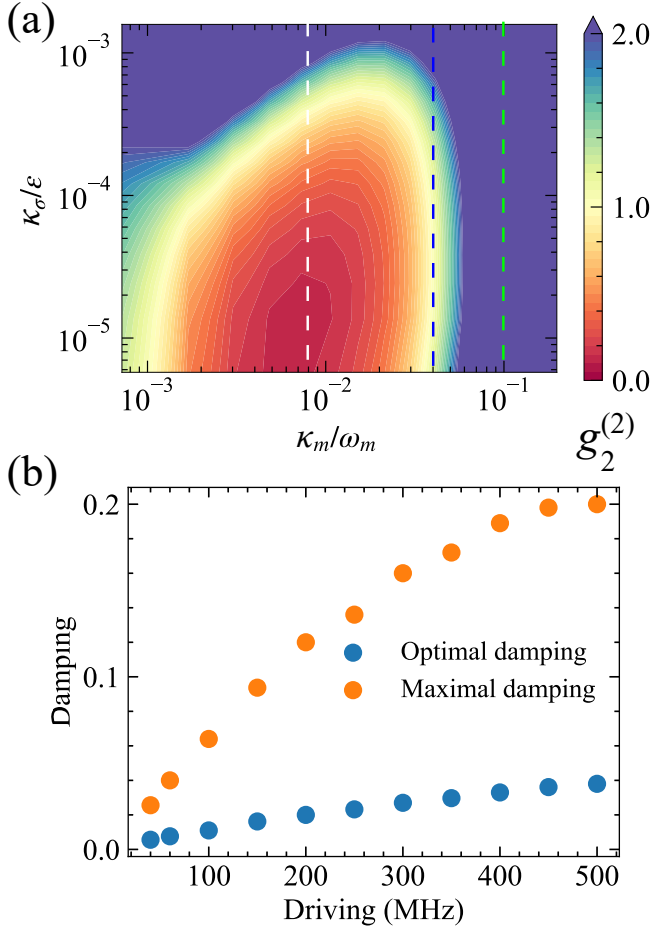 (a)
10⁻³
10⁻⁴
10⁻⁵
κ_σ/ε
10⁻³ 10⁻² 10⁻¹
κ_m/ω_m
2.0
1.0
0.0
g₂⁽²⁾
(b)
0.2
0.1
0.0
Damping
Optimal damping
Maximal damping
100 200 300 400 500
Driving (MHz)